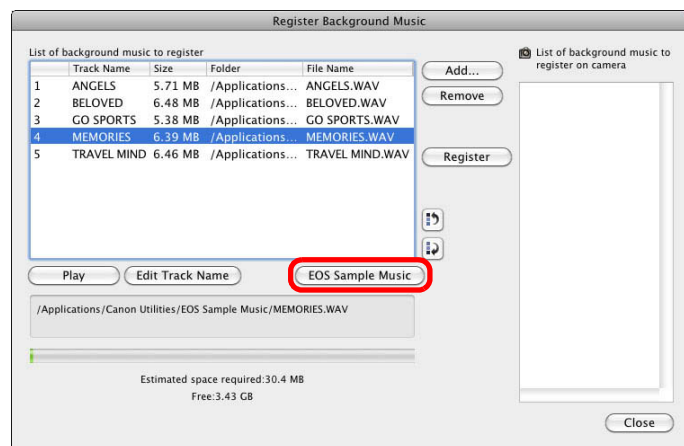 Register Background Music
List of background music to register
Track Name Size Folder File Name
1 ANGELS 5.71 MB /Applications... ANGELS.WAV
2 BELOVED 6.48 MB /Applications... BELOVED.WAV
3 GO SPORTS 5.38 MB /Applications... GO SPORTS.WAV
4 MEMORIES 6.39 MB /Applications... MEMORIES.WAV
5 TRAVEL MIND 6.46 MB /Applications... TRAVEL MIND.WAV
Add...
Remove
Register
Play Edit Track Name EOS Sample Music
/Applications/Canon Utilities/EOS Sample Music/MEMORIES.WAV
Estimated space required:30.4 MB
Free:3.43 GB
List of background music to
register on camera
Close